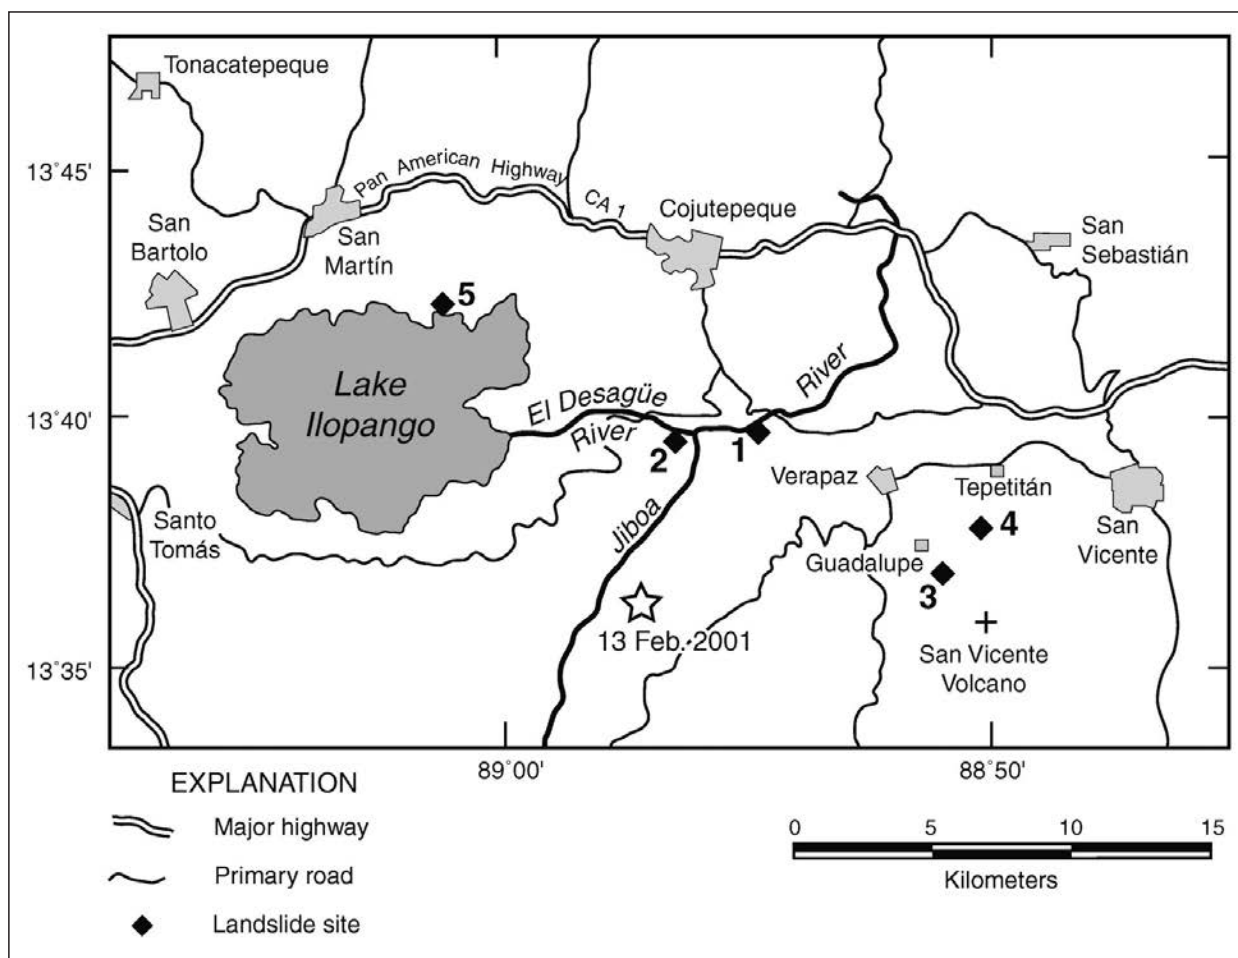 Tonacatepeque
13°45'
Pan American Highway
CA 1
Cojutepeque
San
Bartolo
San
Martín
San
Sebastián
5
Lake
Ilopango
El Desagüe
River
River
13°40'
2
1
Verapaz
Tepetitán
Jiboa
Santo
Tomás
4
San
Vicente
Guadalupe
3
13 Feb. 2001
San Vicente
Volcano
13°35'
89°00'
88°50'
EXPLANATION
Major highway
Primary road
Landslide site
0 5 10 15
Kilometers